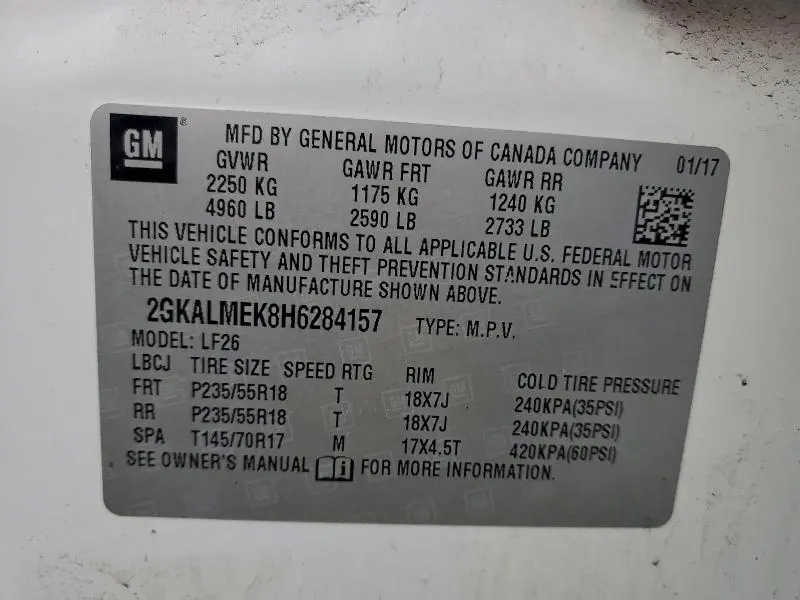 GM ® MFD BY GENERAL MOTORS OF CANADA COMPANY 01/17
GVWR GAWR FRT GAWR RR
2250 KG 1175 KG 1240 KG
4960 LB 2590 LB 2733 LB
THIS VEHICLE CONFORMS TO ALL APPLICABLE U.S. FEDERAL MOTOR
VEHICLE SAFETY AND THEFT PREVENTION STANDARDS IN EFFECT ON
THE DATE OF MANUFACTURE SHOWN ABOVE.
2GKALMEK8H6284157 TYPE: M.P.V.
MODEL: LF26
LBCJ TIRE SIZE SPEED RTG RIM COLD TIRE PRESSURE
FRT P235/55R18 T 18X7J 240KPA(35PSI)
RR P235/55R18 T 18X7J 240KPA(35PSI)
SPA T145/70R17 M 17X4.5T 420KPA(60PSI)
SEE OWNER'S MANUAL i FOR MORE INFORMATION.